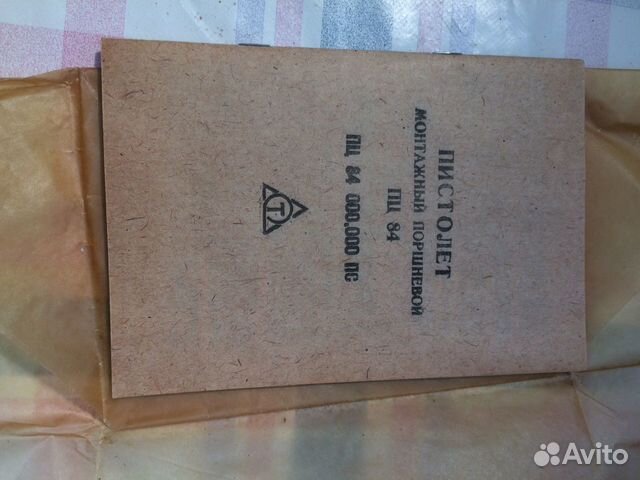 ПИСТОЛЕТ
МОНТАЖНЫЙ ПОРШНЕВОЙ
ПЦ 84
ПЦ 84 000.000 ПС
Т
Avito